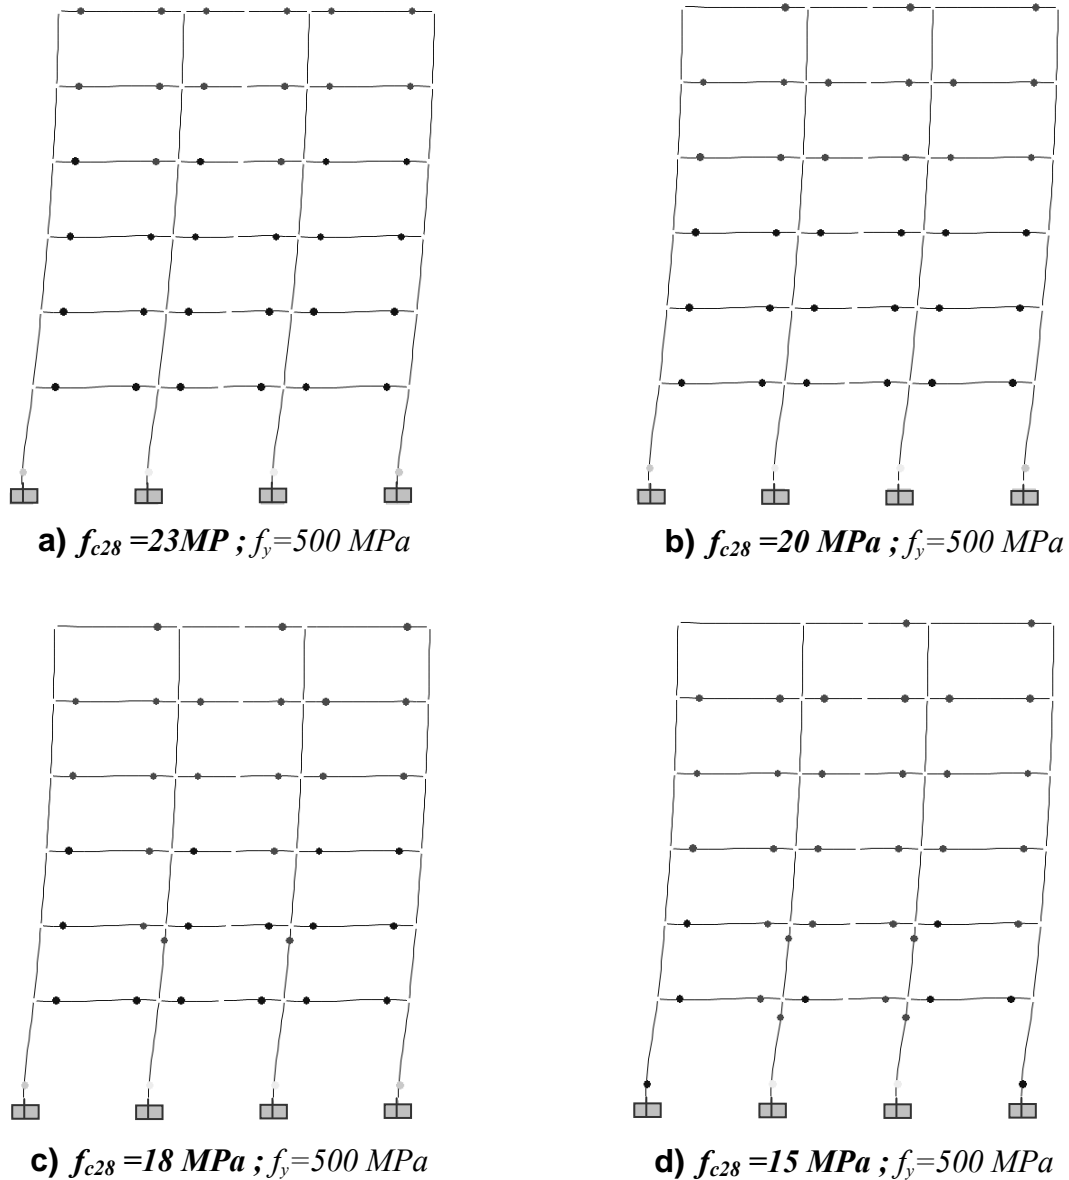 a) fc28 =23MP ; fy=500 MPa
b) fc28 =20 MPa ; fy=500 MPa
c) fc28 =18 MPa ; fy=500 MPa
d) fc28 =15 MPa ; fy=500 MPa